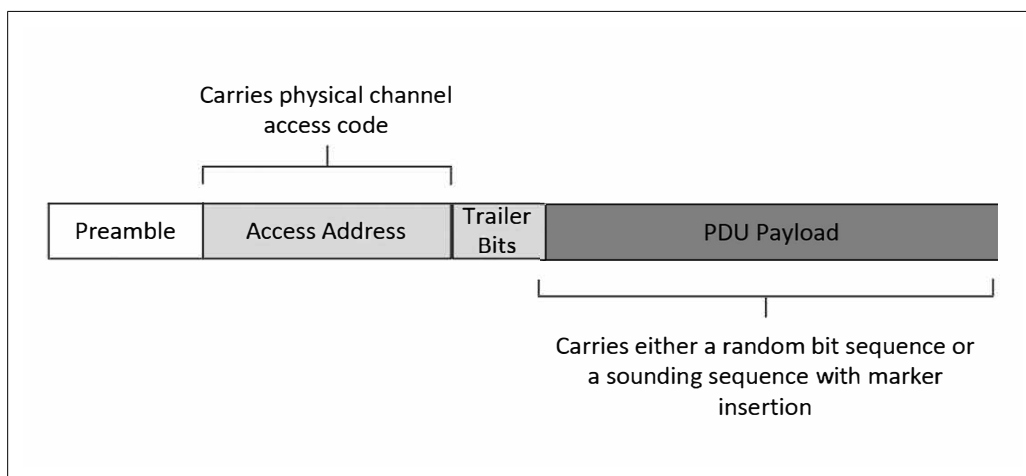 Carries physical channel
access code
Preamble
Access Address
Trailer
Bits
PDU Payload
Carries either a random bit sequence or
a sounding sequence with marker
insertion